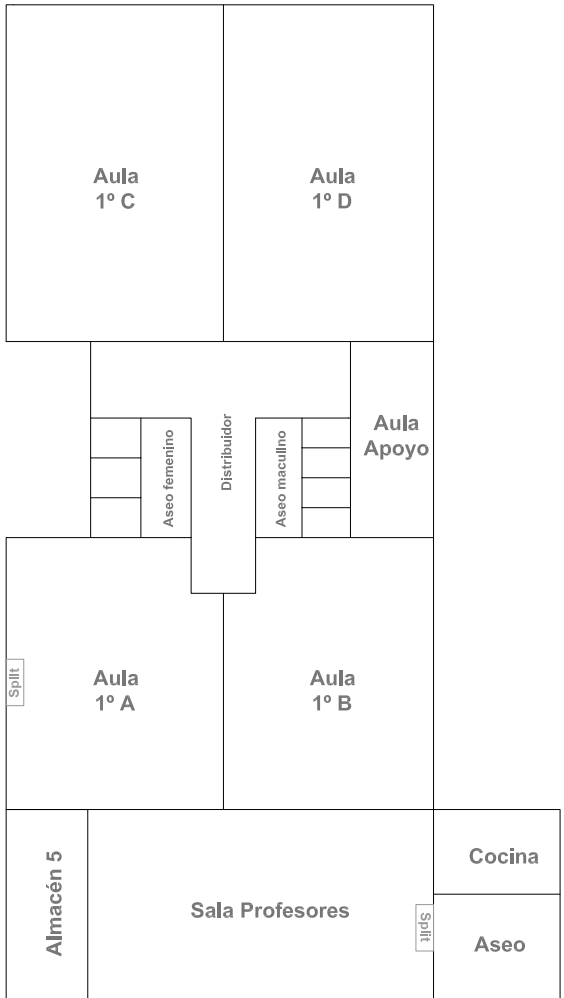 Aula
1º C
Aula
1º D
Aseo femenino
Distribuidor
Aseo maculino
Aula
Apoyo
Split
Aula
1º A
Aula
1º B
Almacén 5
Sala Profesores
Split
Cocina
Aseo